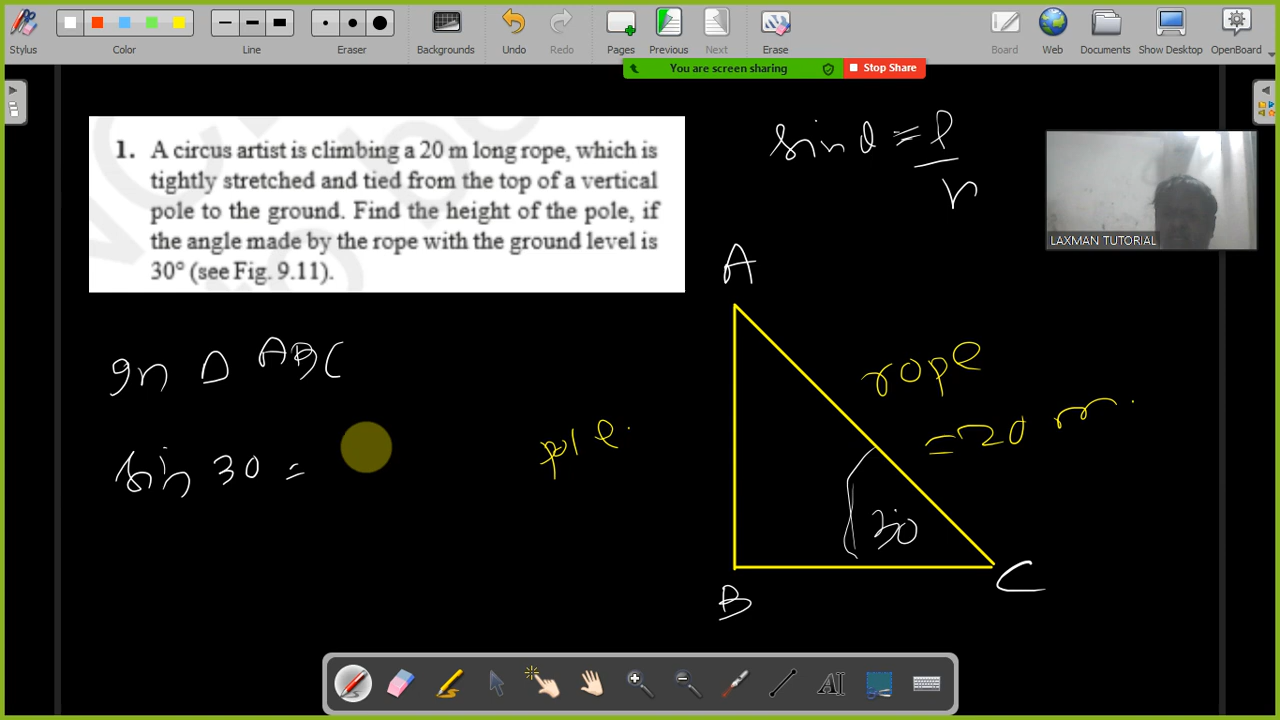 Stylus
Color
Line
Eraser
Backgrounds
Undo
Redo
Pages
Previous
Next
Erase
Board
Web
Documents
Show Desktop
OpenBoard
You are screen sharing
Stop Share
1. A circus artist is climbing a 20 m long rope, which is
tightly stretched and tied from the top of a vertical
pole to the ground. Find the height of the pole, if
the angle made by the rope with the ground level is
30° (see Fig. 9.11).
LAXMAN TUTORIAL
A
In Δ ABC
rope
= 20 m.
pole.
sin 30 =
30
B
C